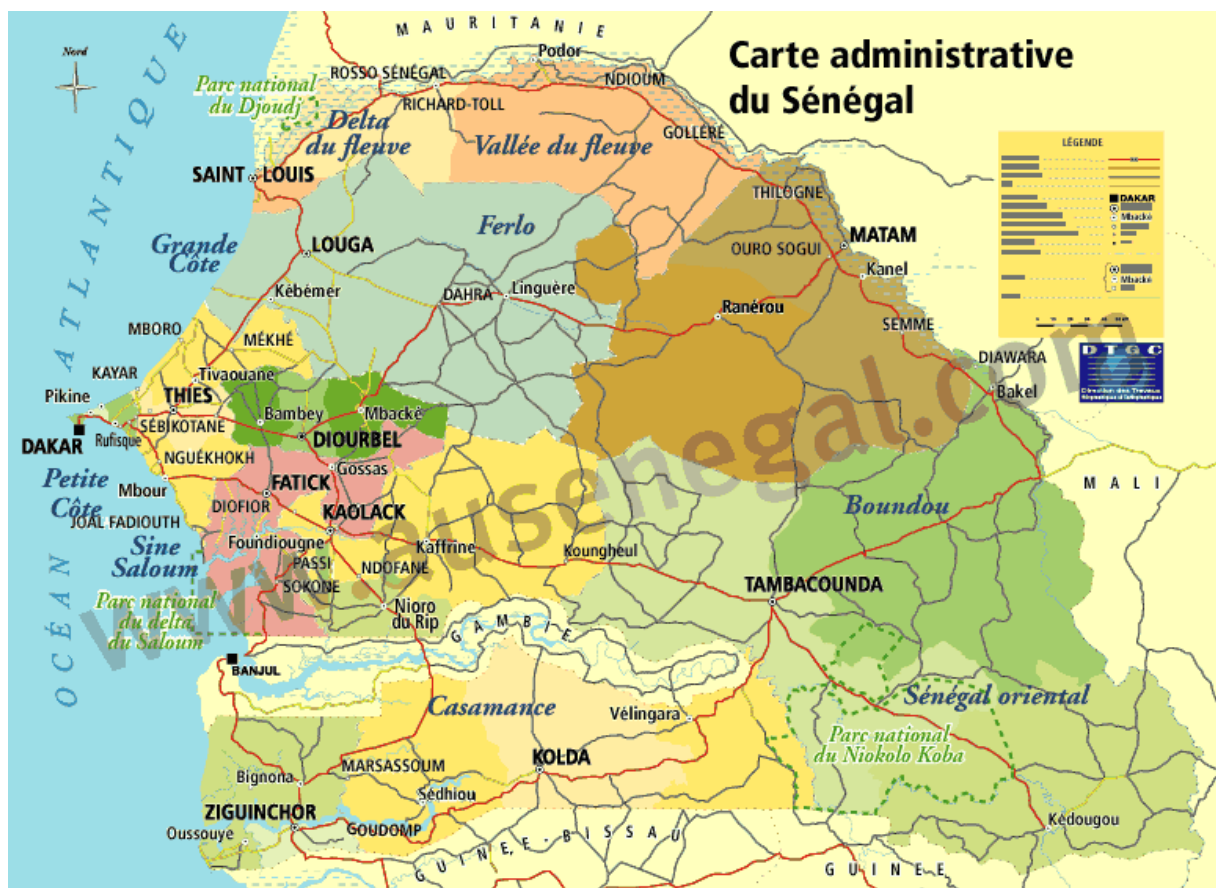 MAURITANIE
Nord
Carte administrative
du Sénégal
Podor
ROSSO SÉNÉGAL
NDIOUM
Parc national
du Djoudj
RICHARD-TOLL
Delta
du fleuve
Vallée du fleuve
GOLLÉRÉ
LÉGENDE
SAINT LOUIS
THILOGNE
DAKAR
Mbacké
Grande
Côte
LOUGA
Ferlo
OURO SOGUI
MATAM
Kanel
Mbacké
Kébémer
DAHRA
Linguère
Ranérou
SEMME
MBORO
MÉKHÉ
DIAWARA
DTGC
KAYAR
Tivaouane
Bakel
Pikine
THIES
Bambey
Mbacké
DAKAR
Rufisque
SÉBIKOTANE
DIOURBEL
NGUÉKHOKH
Gossas
Petite
Côte
Mbour
FATICK
MALI
DIOFIOR
KAOLACK
Boundou
JOAL FADIOUTH
Sine
Saloum
Foundiougne
Kaffrine
Koungheul
PASSI
NDOFANE
SOKONE
TAMBACOUNDA
Parc national
du delta
du Saloum
Nioro
du Rip
GAMBIE
BANJUL
OCÉAN ATLANTIQUE
Casamance
Vélingara
Sénégal oriental
Parc national
du Niokolo Koba
KOLDA
MARSASSOUM
Bignona
Sédhiou
ZIGUINCHOR
GOUDOMP
Oussouye
Kédougou
GUINEE-BISSAU
GUINEE
www.ausenegal.com